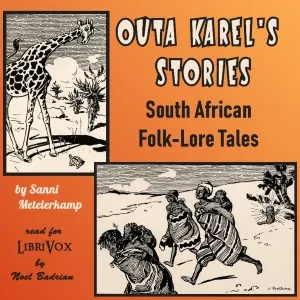 OUTA KAREL'S
STORIES
South African
Folk-Lore Tales
by Sanni
Metelerkamp
read for
LIBRIVOX
by
Noel Badrian